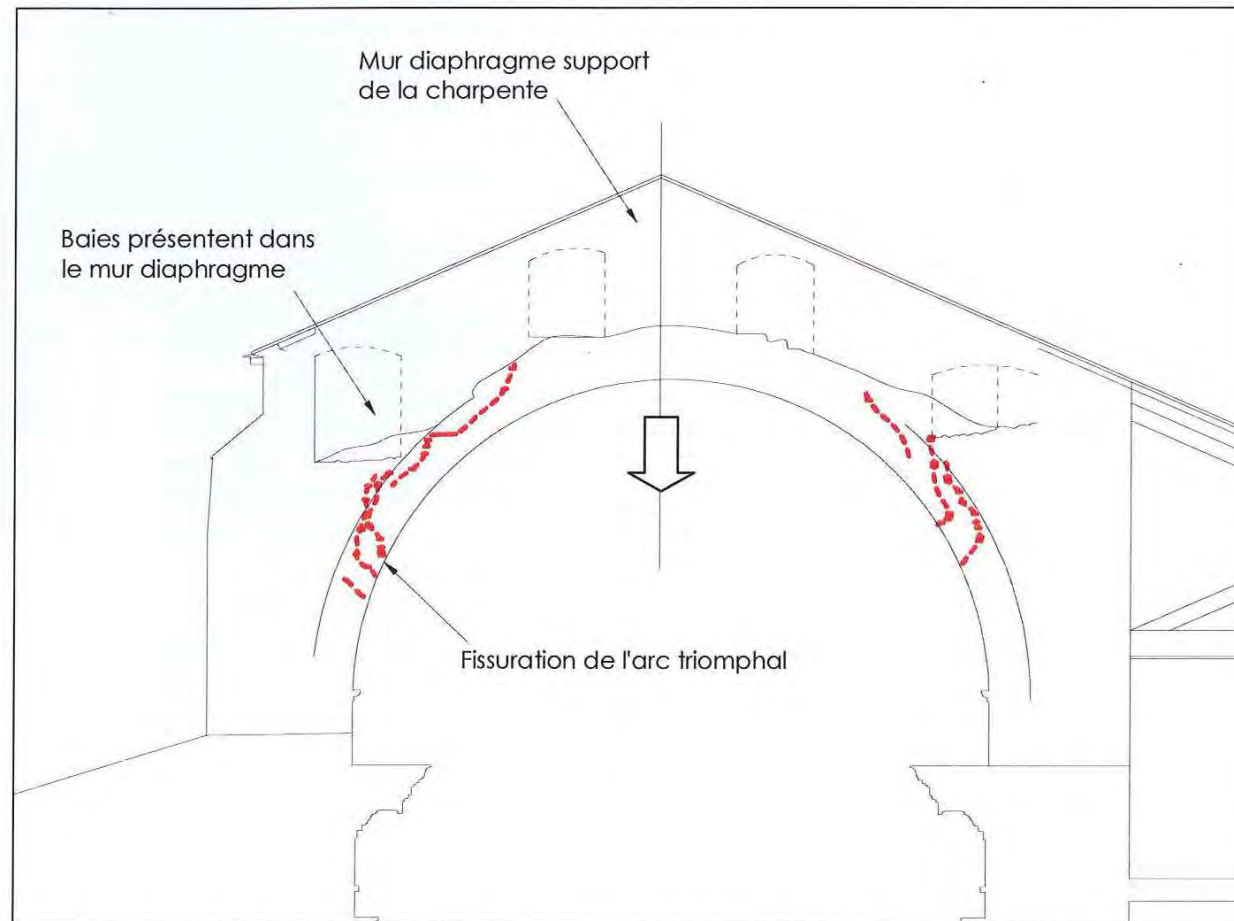 Mur diaphragme support
de la charpente
Baies présentent dans
le mur diaphragme
Fissuration de l'arc triomphal